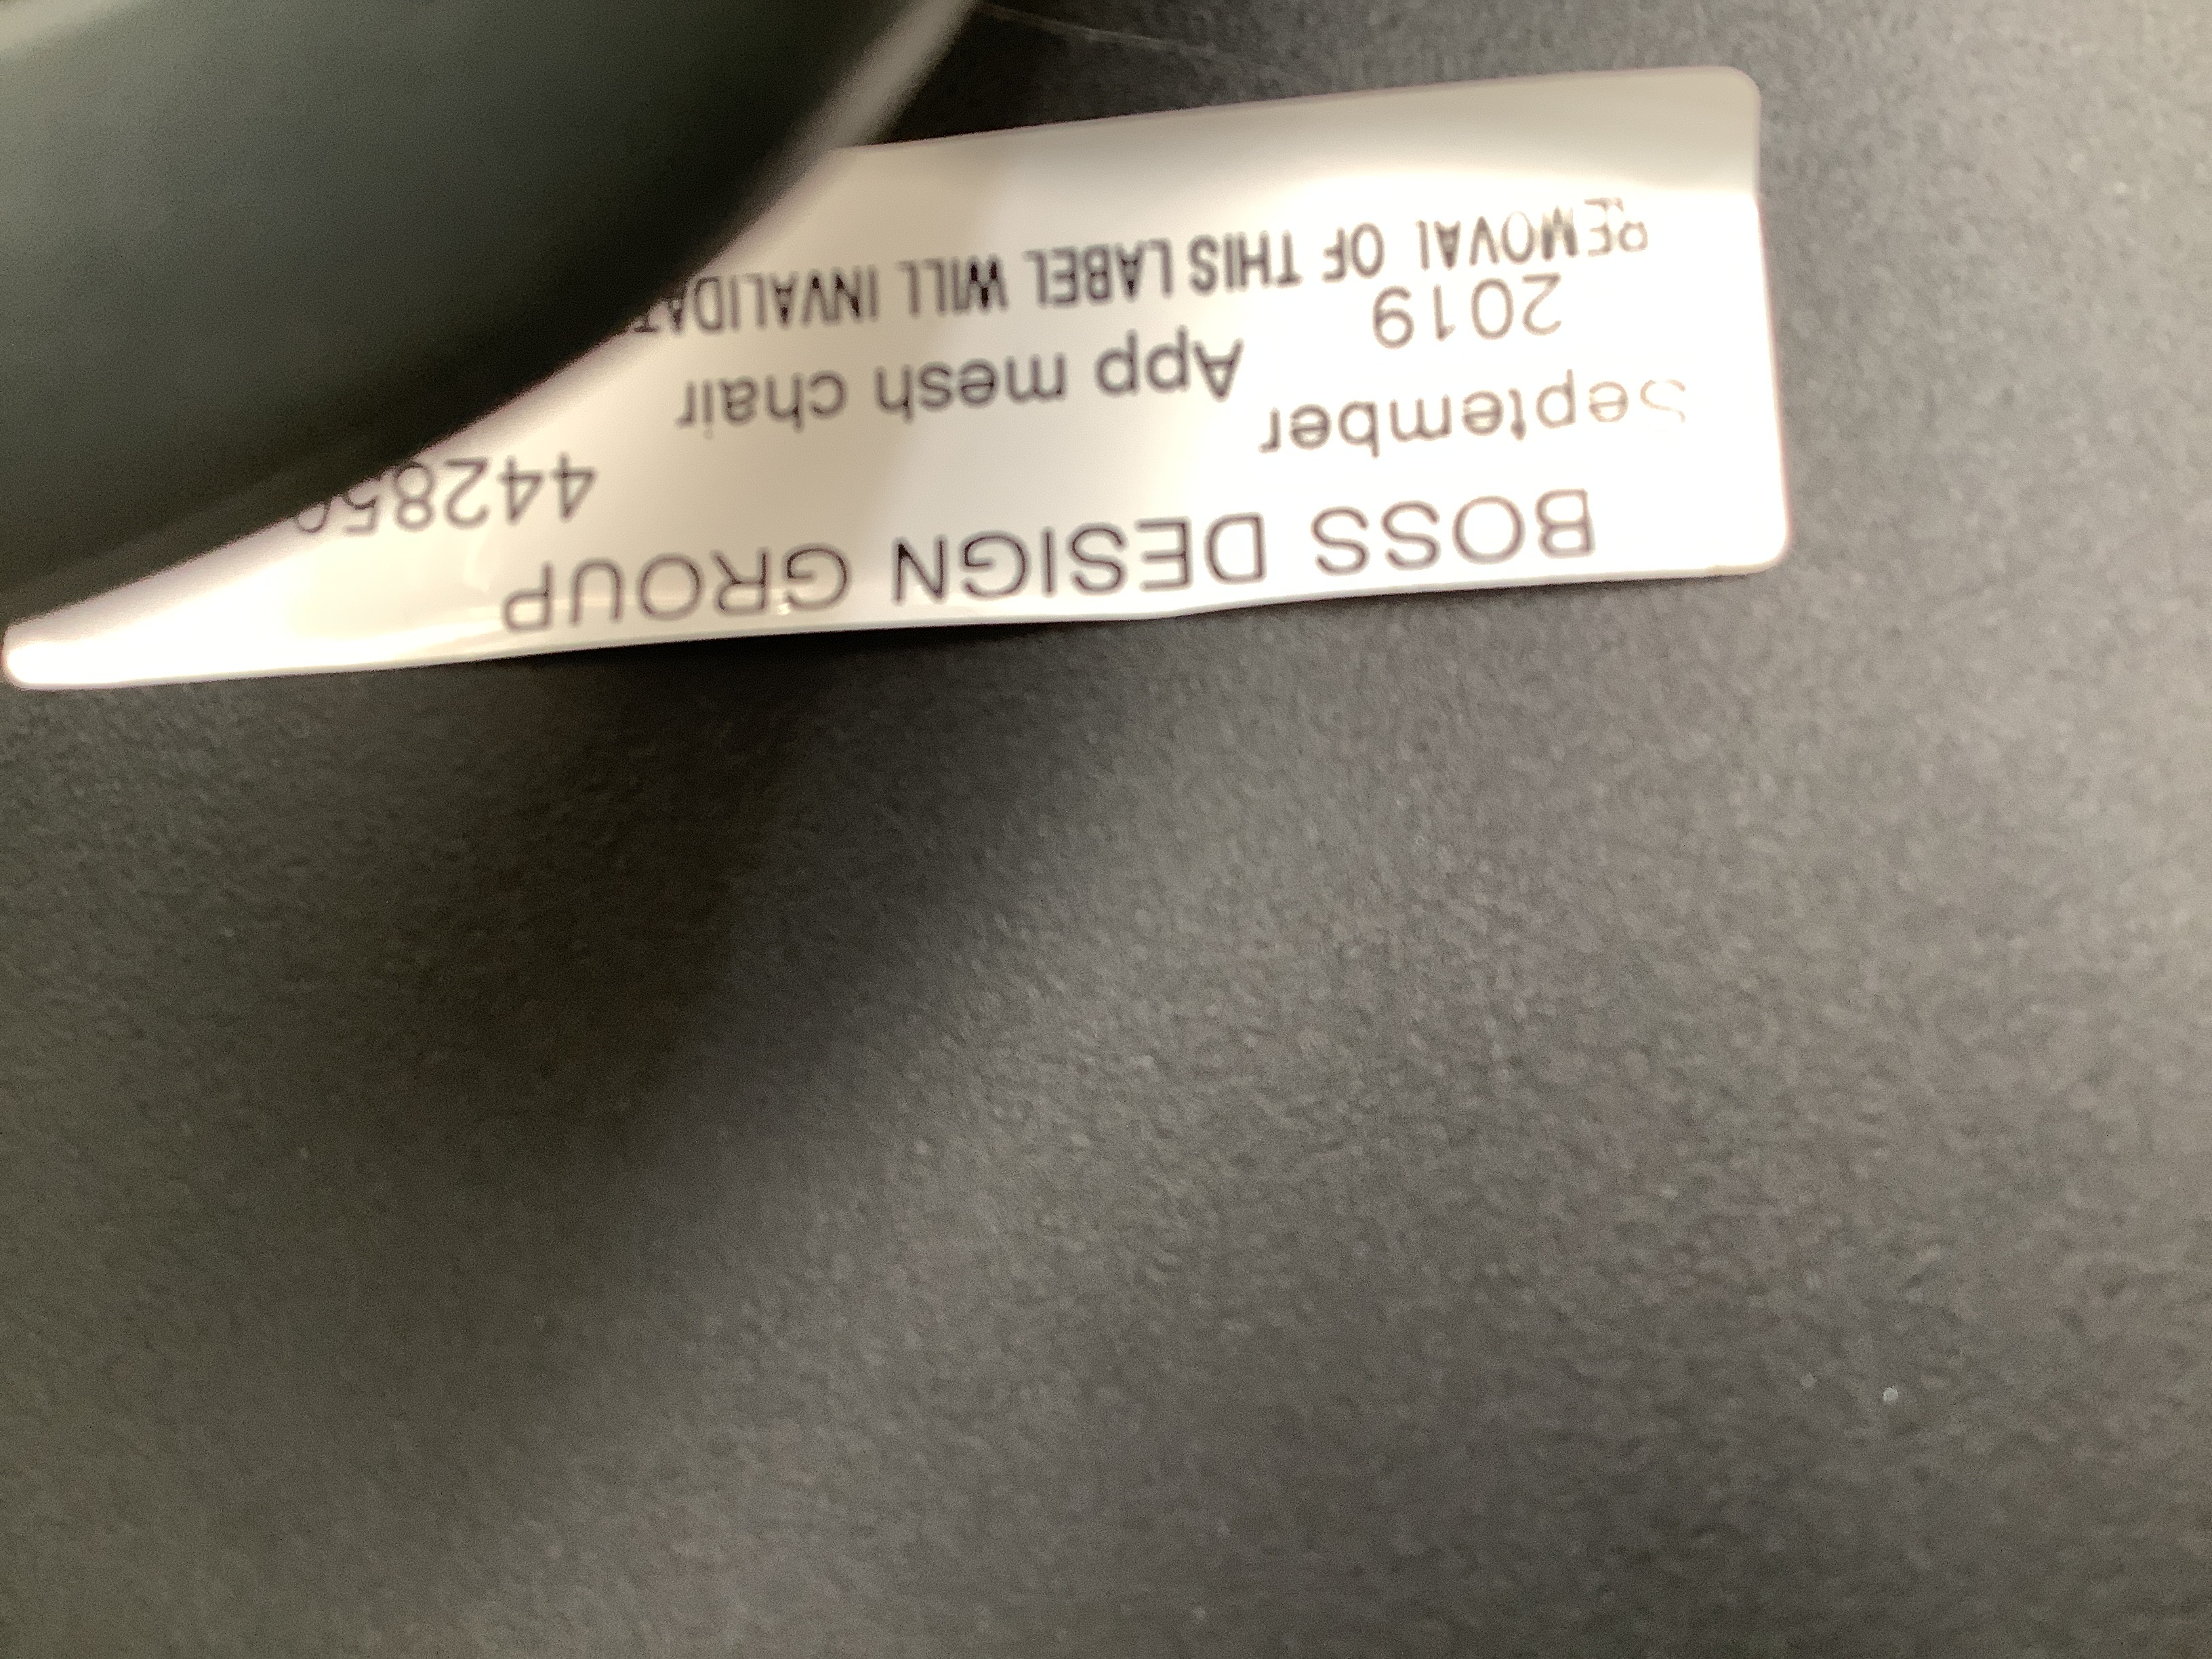 BOSS DESIGN GROUP
September 2019
App mesh chair
REMOVAL OF THIS LABEL WILL